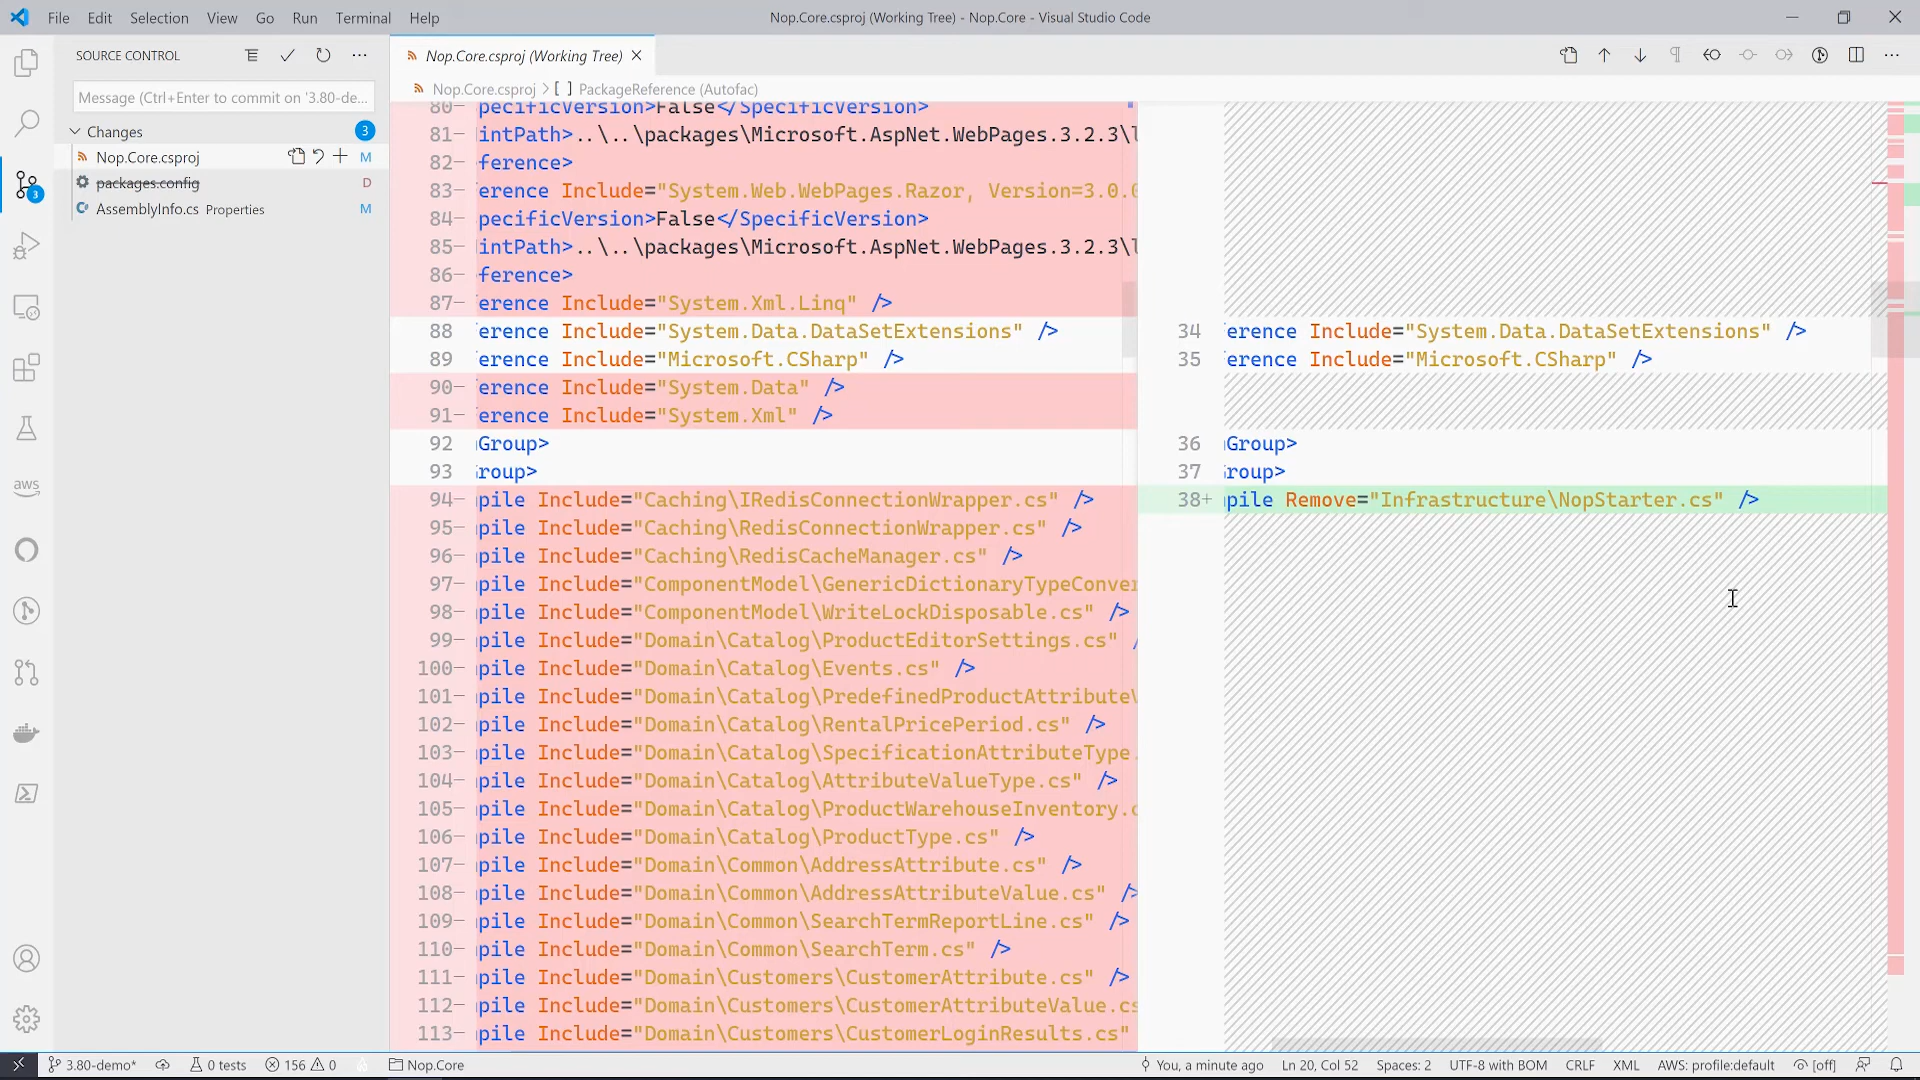 File Edit Selection View Go Run Terminal Help
Nop.Core.csproj (Working Tree) - Nop.Core - Visual Studio Code
SOURCE CONTROL
Message (Ctrl+Enter to commit on '3.80-de...
Changes 3
Nop.Core.csproj M
packages.config D
AssemblyInfo.cs Properties M
3
aws
Nop.Core.csproj (Working Tree)
Nop.Core.csproj > [ ] PackageReference (Autofac)
80- pecificVersion>False</SpecificVersion>
81- intPath>..\..\packages\Microsoft.AspNet.WebPages.3.2.3\l
82- ference>
83- erence Include="System.Web.WebPages.Razor, Version=3.0.0
84- pecificVersion>False</SpecificVersion>
85- intPath>..\..\packages\Microsoft.AspNet.WebPages.3.2.3\l
86- ference>
87- erence Include="System.Xml.Linq" />
88 erence Include="System.Data.DataSetExtensions" />
89 erence Include="Microsoft.CSharp" />
90- erence Include="System.Data" />
91- erence Include="System.Xml" />
92 Group>
93 roup>
94- pile Include="Caching\IRedisConnectionWrapper.cs" />
95- pile Include="Caching\RedisConnectionWrapper.cs" />
96- pile Include="Caching\RedisCacheManager.cs" />
97- pile Include="ComponentModel\GenericDictionaryTypeConver
98- pile Include="ComponentModel\WriteLockDisposable.cs" />
99- pile Include="Domain\Catalog\ProductEditorSettings.cs" /
100- pile Include="Domain\Catalog\Events.cs" />
101- pile Include="Domain\Catalog\PredefinedProductAttributeV
102- pile Include="Domain\Catalog\RentalPricePeriod.cs" />
103- pile Include="Domain\Catalog\SpecificationAttributeType.
104- pile Include="Domain\Catalog\AttributeValueType.cs" />
105- pile Include="Domain\Catalog\ProductWarehouseInventory.c
106- pile Include="Domain\Catalog\ProductType.cs" />
107- pile Include="Domain\Common\AddressAttribute.cs" />
108- pile Include="Domain\Common\AddressAttributeValue.cs" />
109- pile Include="Domain\Common\SearchTermReportLine.cs" />
110- pile Include="Domain\Common\SearchTerm.cs" />
111- pile Include="Domain\Customers\CustomerAttribute.cs" />
112- pile Include="Domain\Customers\CustomerAttributeValue.cs
113- pile Include="Domain\Customers\CustomerLoginResults.cs"
34 erence Include="System.Data.DataSetExtensions" />
35 erence Include="Microsoft.CSharp" />
36 Group>
37 roup>
38+ pile Remove="Infrastructure\NopStarter.cs" />
3.80-demo* 0 tests 156 0 Nop.Core You, a minute ago Ln 20, Col 52 Spaces: 2 UTF-8 with BOM CRLF XML AWS: profile:default [off]